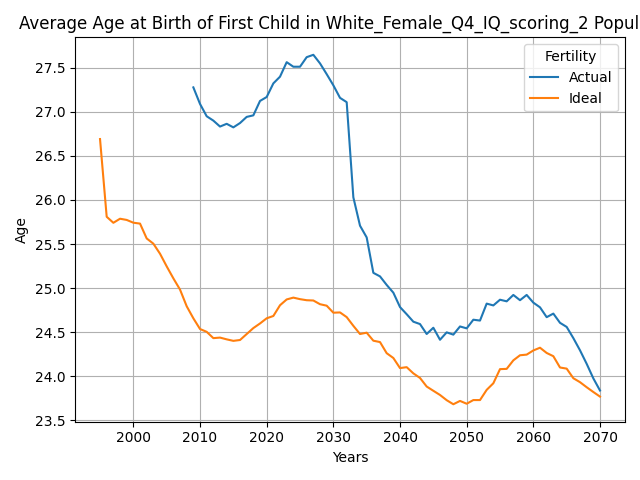 Average Age at Birth of First Child in White_Female_Q4_IQ_scoring_2 Popul
Fertility
Actual
Ideal
27.5
27.0
26.5
26.0
25.5
25.0
24.5
24.0
23.5
Age
2000 2010 2020 2030 2040 2050 2060 2070
Years